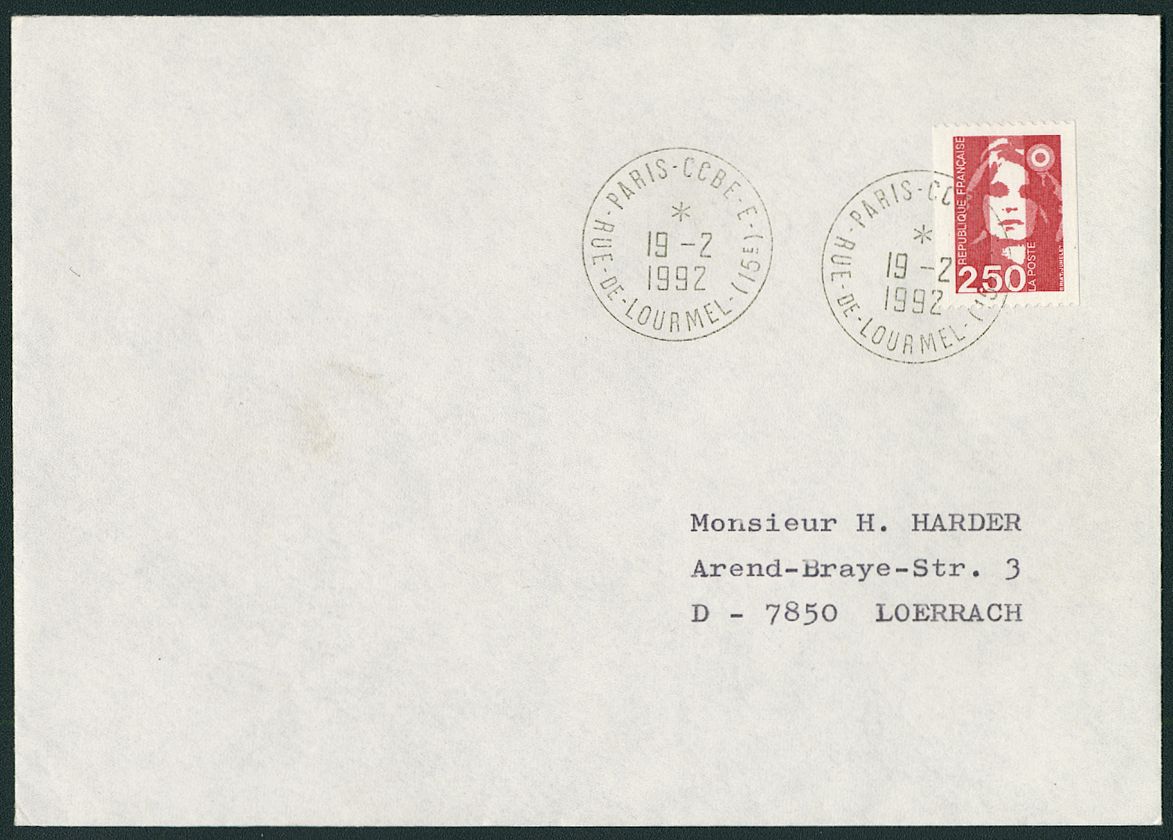 PARIS-CCBE-E-(15E)
*
19 -2
1992
RUE-DE-LOURMEL-
PARIS-CC
*
19 -2
1992
RUE-DE-LOURMEL-(15
REPUBLIQUE FRANÇAISE
2,50
LA POSTE
Monsieur H. HARDER
Arend-Braye-Str. 3
D - 7850 LOERRACH